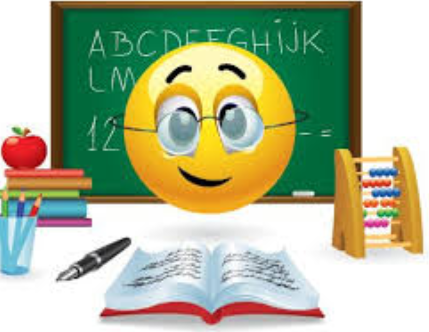 ABCDEFGHIJK
LM
12 - =